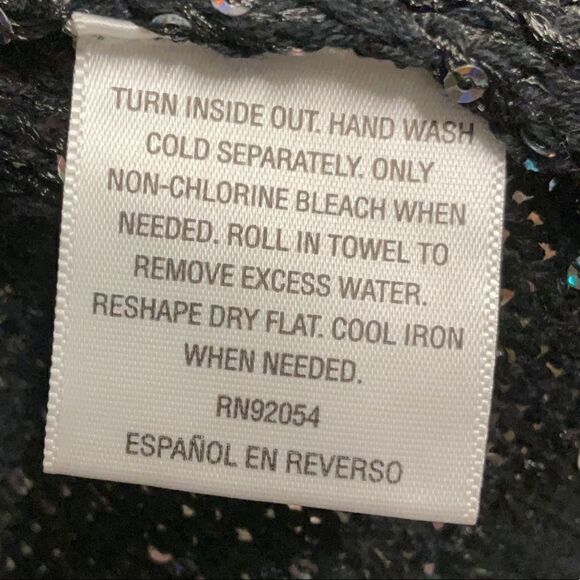 TURN INSIDE OUT. HAND WASH
COLD SEPARATELY. ONLY
NON-CHLORINE BLEACH WHEN
NEEDED. ROLL IN TOWEL TO
REMOVE EXCESS WATER.
RESHAPE DRY FLAT. COOL IRON
WHEN NEEDED.
RN92054
ESPAÑOL EN REVERSO